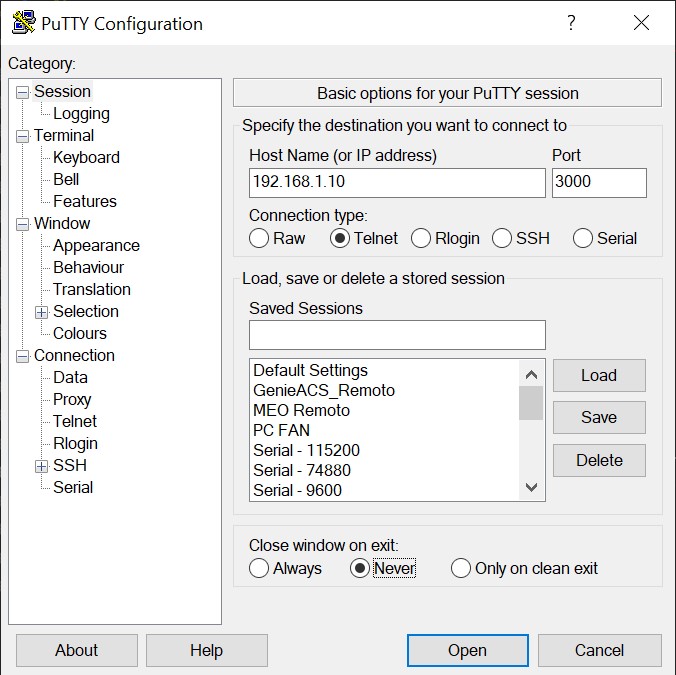 PuTTY Configuration
?
Category:
Session
Logging
Terminal
Keyboard
Bell
Features
Window
Appearance
Behaviour
Translation
Selection
Colours
Connection
Data
Proxy
Telnet
Rlogin
SSH
Serial
Basic options for your PuTTY session
Specify the destination you want to connect to
Host Name (or IP address) Port
192.168.1.10 3000
Connection type:
Raw Telnet Rlogin SSH Serial
Load, save or delete a stored session
Saved Sessions
Default Settings
GenieACS_Remoto
MEO Remoto
PC FAN
Serial - 115200
Serial - 74880
Serial - 9600
Load
Save
Delete
Close window on exit:
Always Never Only on clean exit
About Help Open Cancel